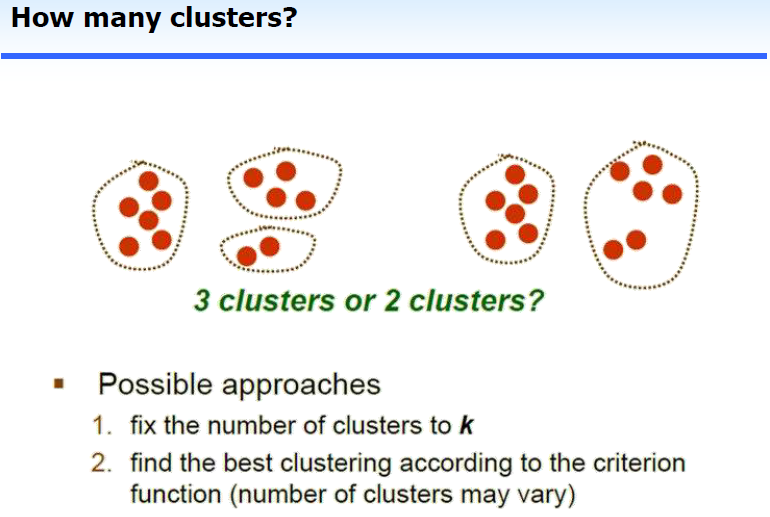 How many clusters?
3 clusters or 2 clusters?
▪ Possible approaches
1. fix the number of clusters to k
2. find the best clustering according to the criterion
function (number of clusters may vary)